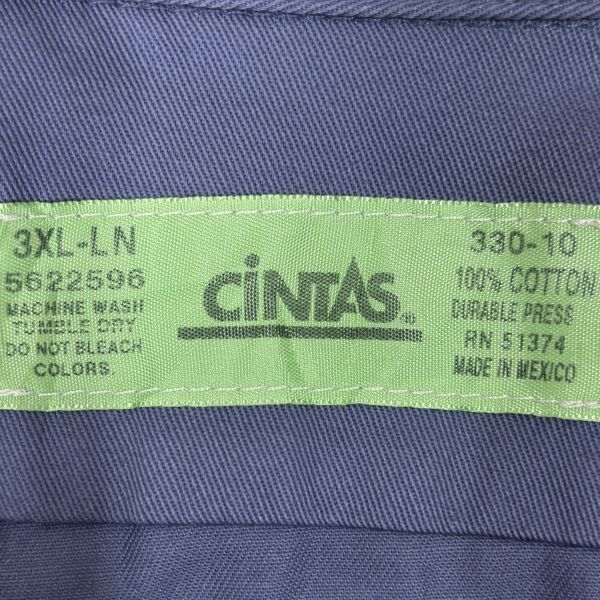 3XL-LN
5622596
MACHINE WASH
TUMBLE DRY
DO NOT BLEACH
COLORS.
CiNTAS®
330-10
100% COTTON
DURABLE PRESS
RN 51374
MADE IN MEXICO